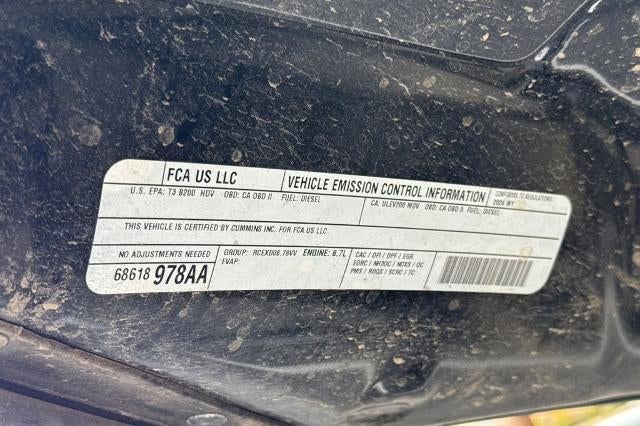 FCA US LLC
VEHICLE EMISSION CONTROL INFORMATION
CONFORMS TO REGULATIONS:
2024 MY
U.S. EPA: T3 B200 HDV OBD: CA OBD II FUEL: DIESEL
CA: ULEV200 MDV OBD: CA OBD II FUEL: DIESEL
THIS VEHICLE IS CERTIFIED BY CUMMINS INC. FOR FCA US LLC
NO ADJUSTMENTS NEEDED
68618 978AA
GROUP: RCEXD06.78VV ENGINE: 6.7L
EVAP:
CAC / DFI / DPF / EGR
EGRC / NH3OC / NOXS / OC
PMS / RDQS / SCRC / TC